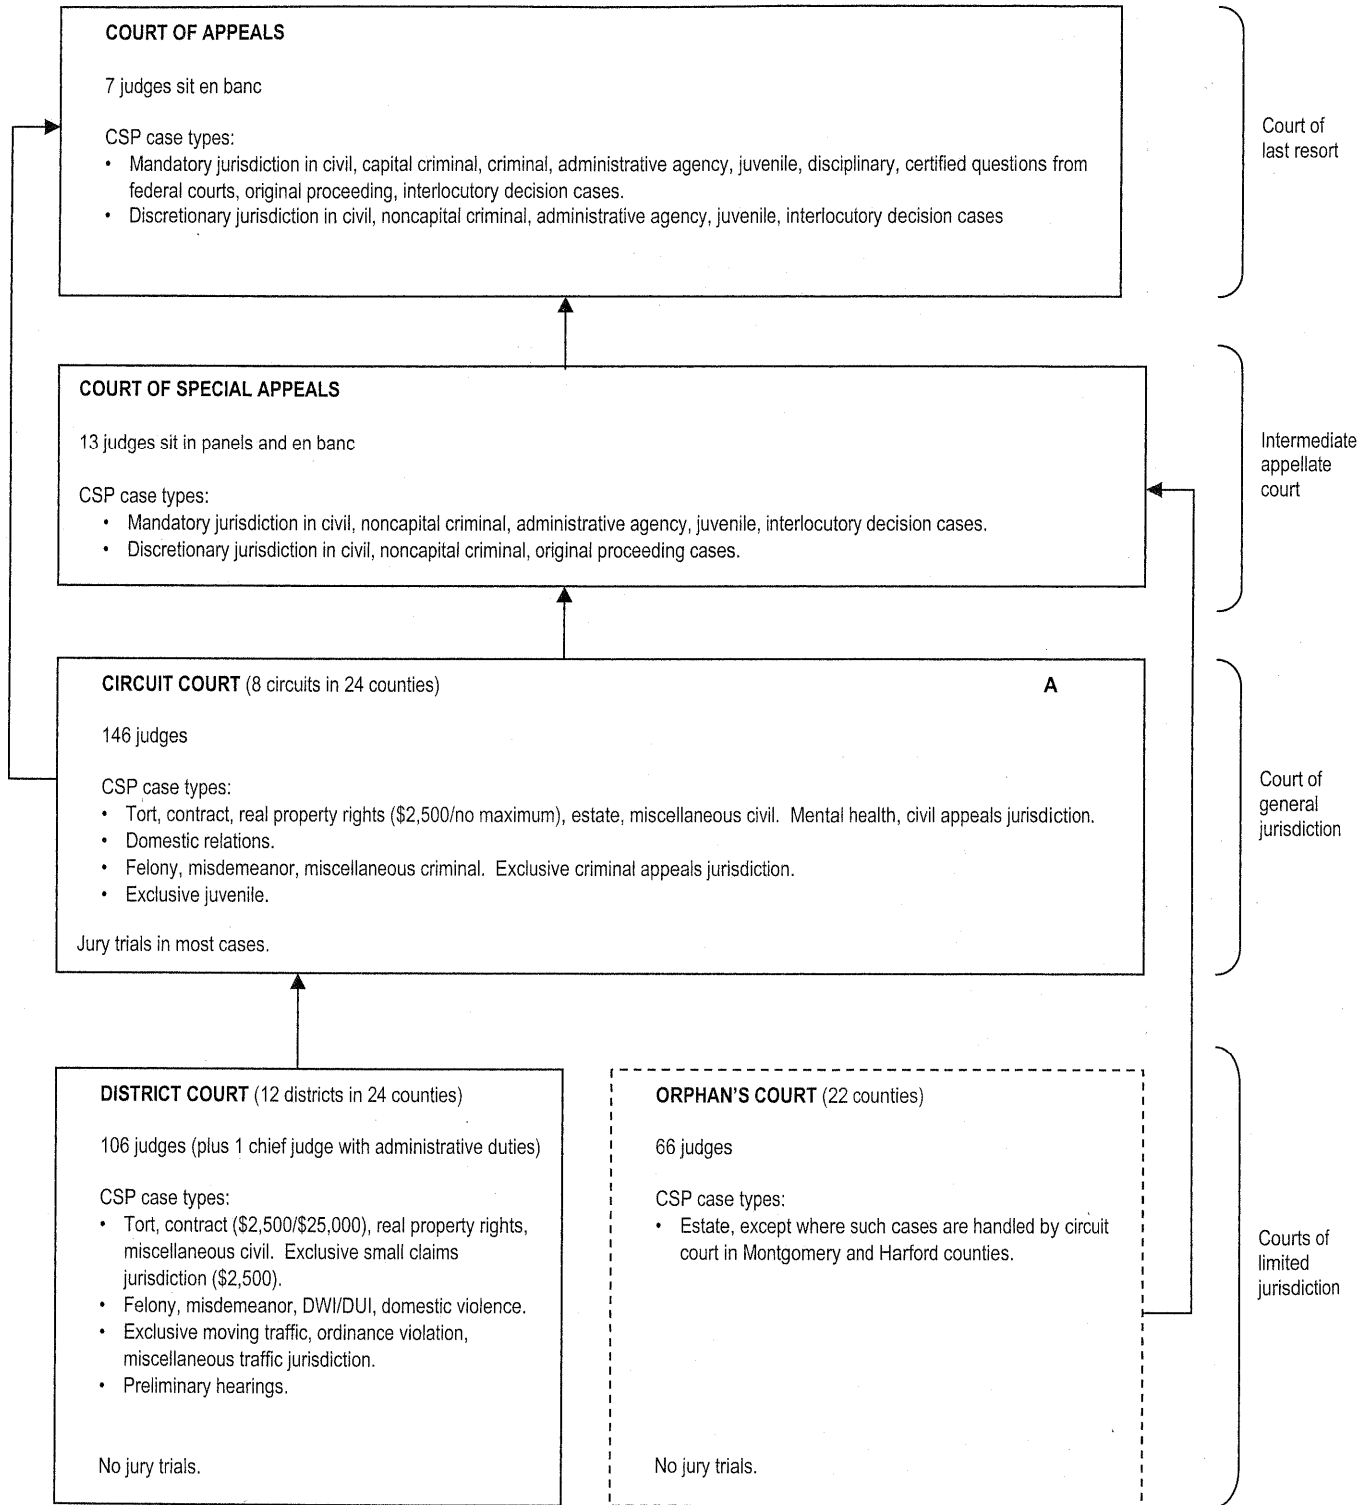 COURT OF APPEALS
7 judges sit en banc
CSP case types:
• Mandatory jurisdiction in civil, capital criminal, criminal, administrative agency, juvenile, disciplinary, certified questions from
federal courts, original proceeding, interlocutory decision cases.
• Discretionary jurisdiction in civil, noncapital criminal, administrative agency, juvenile, interlocutory decision cases
Court of
last resort
COURT OF SPECIAL APPEALS
13 judges sit in panels and en banc
CSP case types:
• Mandatory jurisdiction in civil, noncapital criminal, administrative agency, juvenile, interlocutory decision cases.
• Discretionary jurisdiction in civil, noncapital criminal, original proceeding cases.
Intermediate
appellate
court
CIRCUIT COURT (8 circuits in 24 counties) A
146 judges
CSP case types:
• Tort, contract, real property rights ($2,500/no maximum), estate, miscellaneous civil. Mental health, civil appeals jurisdiction.
• Domestic relations.
• Felony, misdemeanor, miscellaneous criminal. Exclusive criminal appeals jurisdiction.
• Exclusive juvenile.
Jury trials in most cases.
Court of
general
jurisdiction
DISTRICT COURT (12 districts in 24 counties)
106 judges (plus 1 chief judge with administrative duties)
CSP case types:
• Tort, contract ($2,500/$25,000), real property rights,
miscellaneous civil. Exclusive small claims
jurisdiction ($2,500).
• Felony, misdemeanor, DWI/DUI, domestic violence.
• Exclusive moving traffic, ordinance violation,
miscellaneous traffic jurisdiction.
• Preliminary hearings.
No jury trials.
ORPHAN'S COURT (22 counties)
66 judges
CSP case types:
• Estate, except where such cases are handled by circuit
court in Montgomery and Harford counties.
No jury trials.
Courts of
limited
jurisdiction